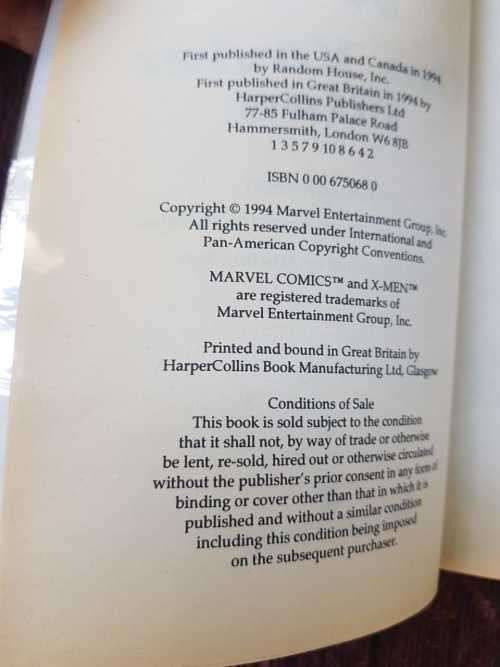 First published in the USA and Canada in 1994
by Random House, Inc.
First published in Great Britain in 1994 by
HarperCollins Publishers Ltd
77-85 Fulham Palace Road
Hammersmith, London W6 8JB
1 3 5 7 9 10 8 6 4 2
ISBN 0 00 675068 0
Copyright © 1994 Marvel Entertainment Group, Inc.
All rights reserved under International and
Pan-American Copyright Conventions.
MARVEL COMICS™ and X-MEN™
are registered trademarks of
Marvel Entertainment Group, Inc.
Printed and bound in Great Britain by
HarperCollins Book Manufacturing Ltd, Glasgow
Conditions of Sale
This book is sold subject to the condition
that it shall not, by way of trade or otherwise
be lent, re-sold, hired out or otherwise circulated
without the publisher's prior consent in any form of
binding or cover other than that in which it is
published and without a similar condition
including this condition being imposed
on the subsequent purchaser.